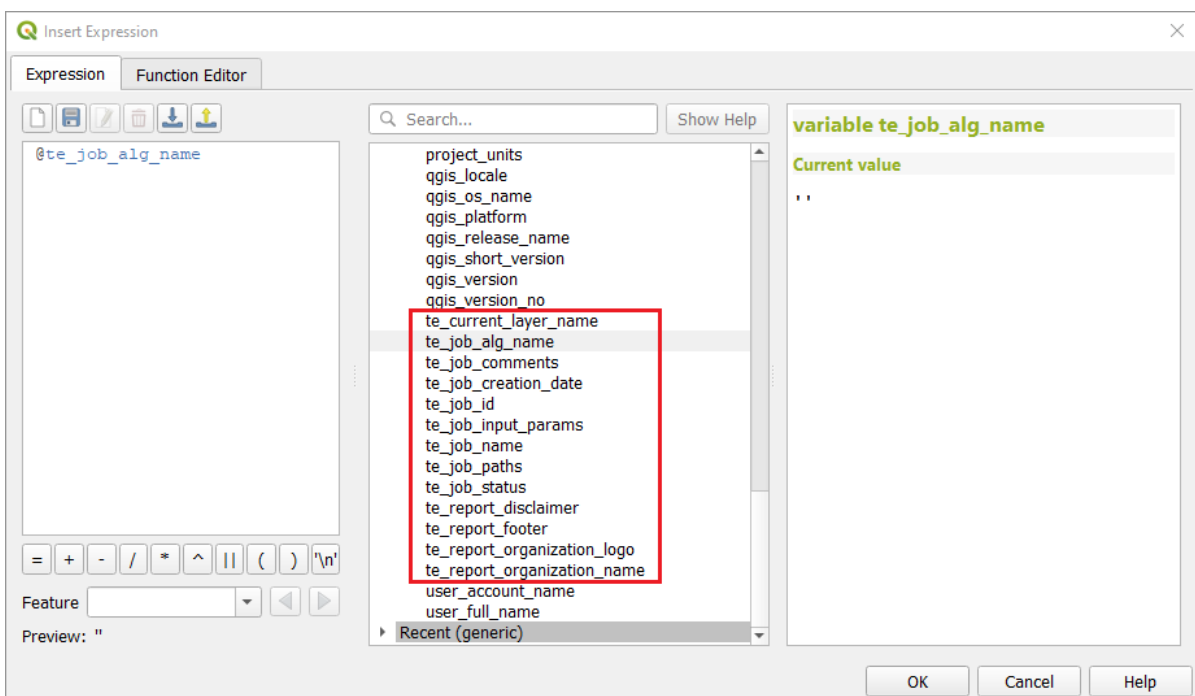 Insert Expression
Expression Function Editor
Search... Show Help
@te_job_alg_name
project_units
qgis_locale
qgis_os_name
qgis_platform
qgis_release_name
qgis_short_version
qgis_version
qgis_version_no
te_current_layer_name
te_job_alg_name
te_job_comments
te_job_creation_date
te_job_id
te_job_input_params
te_job_name
te_job_paths
te_job_status
te_report_disclaimer
te_report_footer
te_report_organization_logo
te_report_organization_name
user_account_name
user_full_name
Recent (generic)
variable te_job_alg_name
Current value
''
= + - / * ^ || ( ) '\n'
Feature
Preview: ''
OK Cancel Help